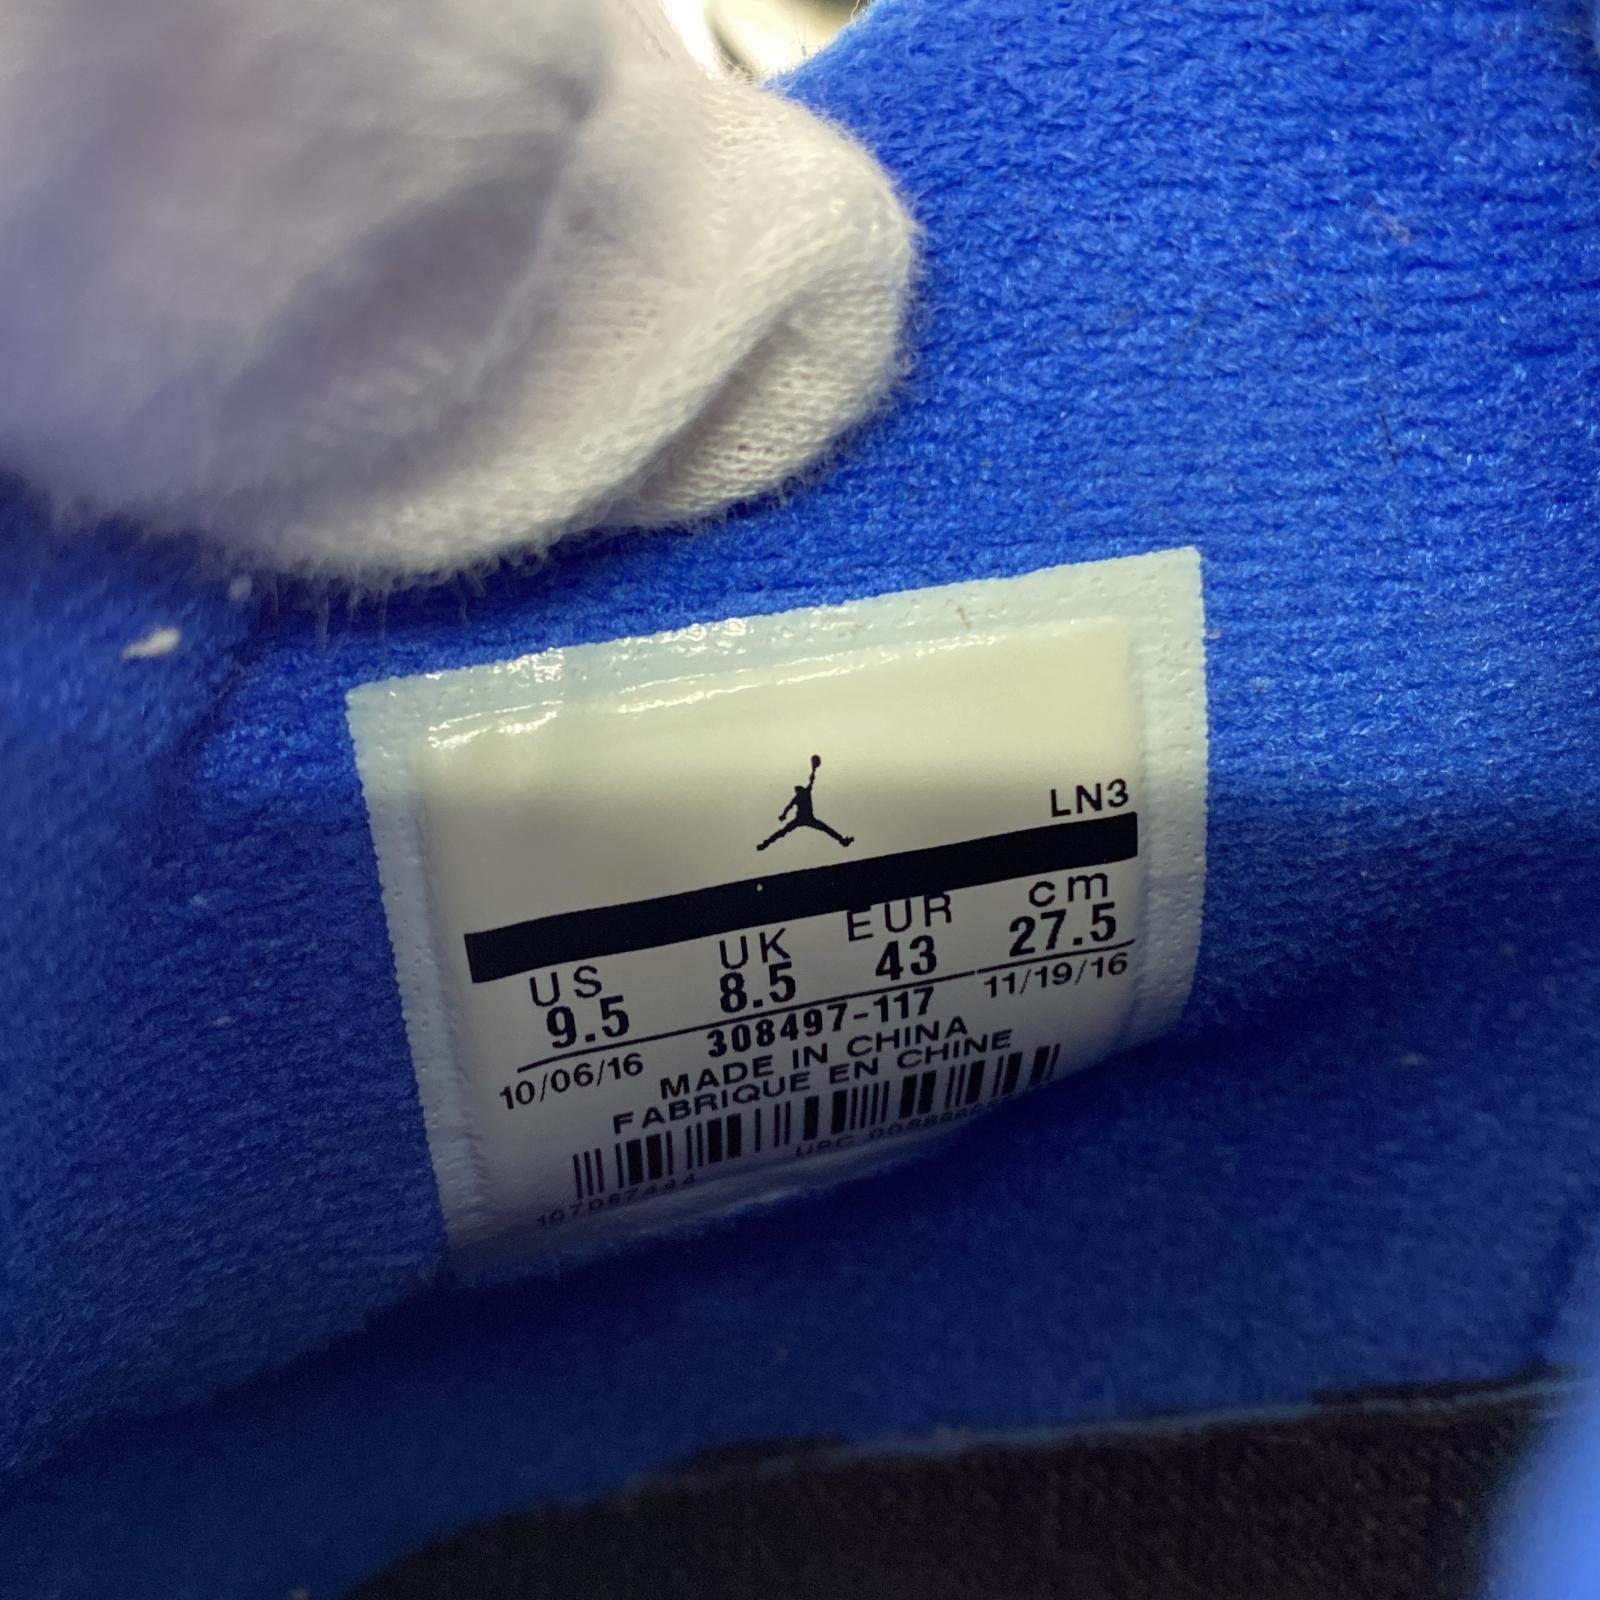 LN3
US UK EUR cm
9.5 8.5 43 27.5
10/06/16 308497-117 11/19/16
MADE IN CHINA
FABRIQUE EN CHINE
UPC